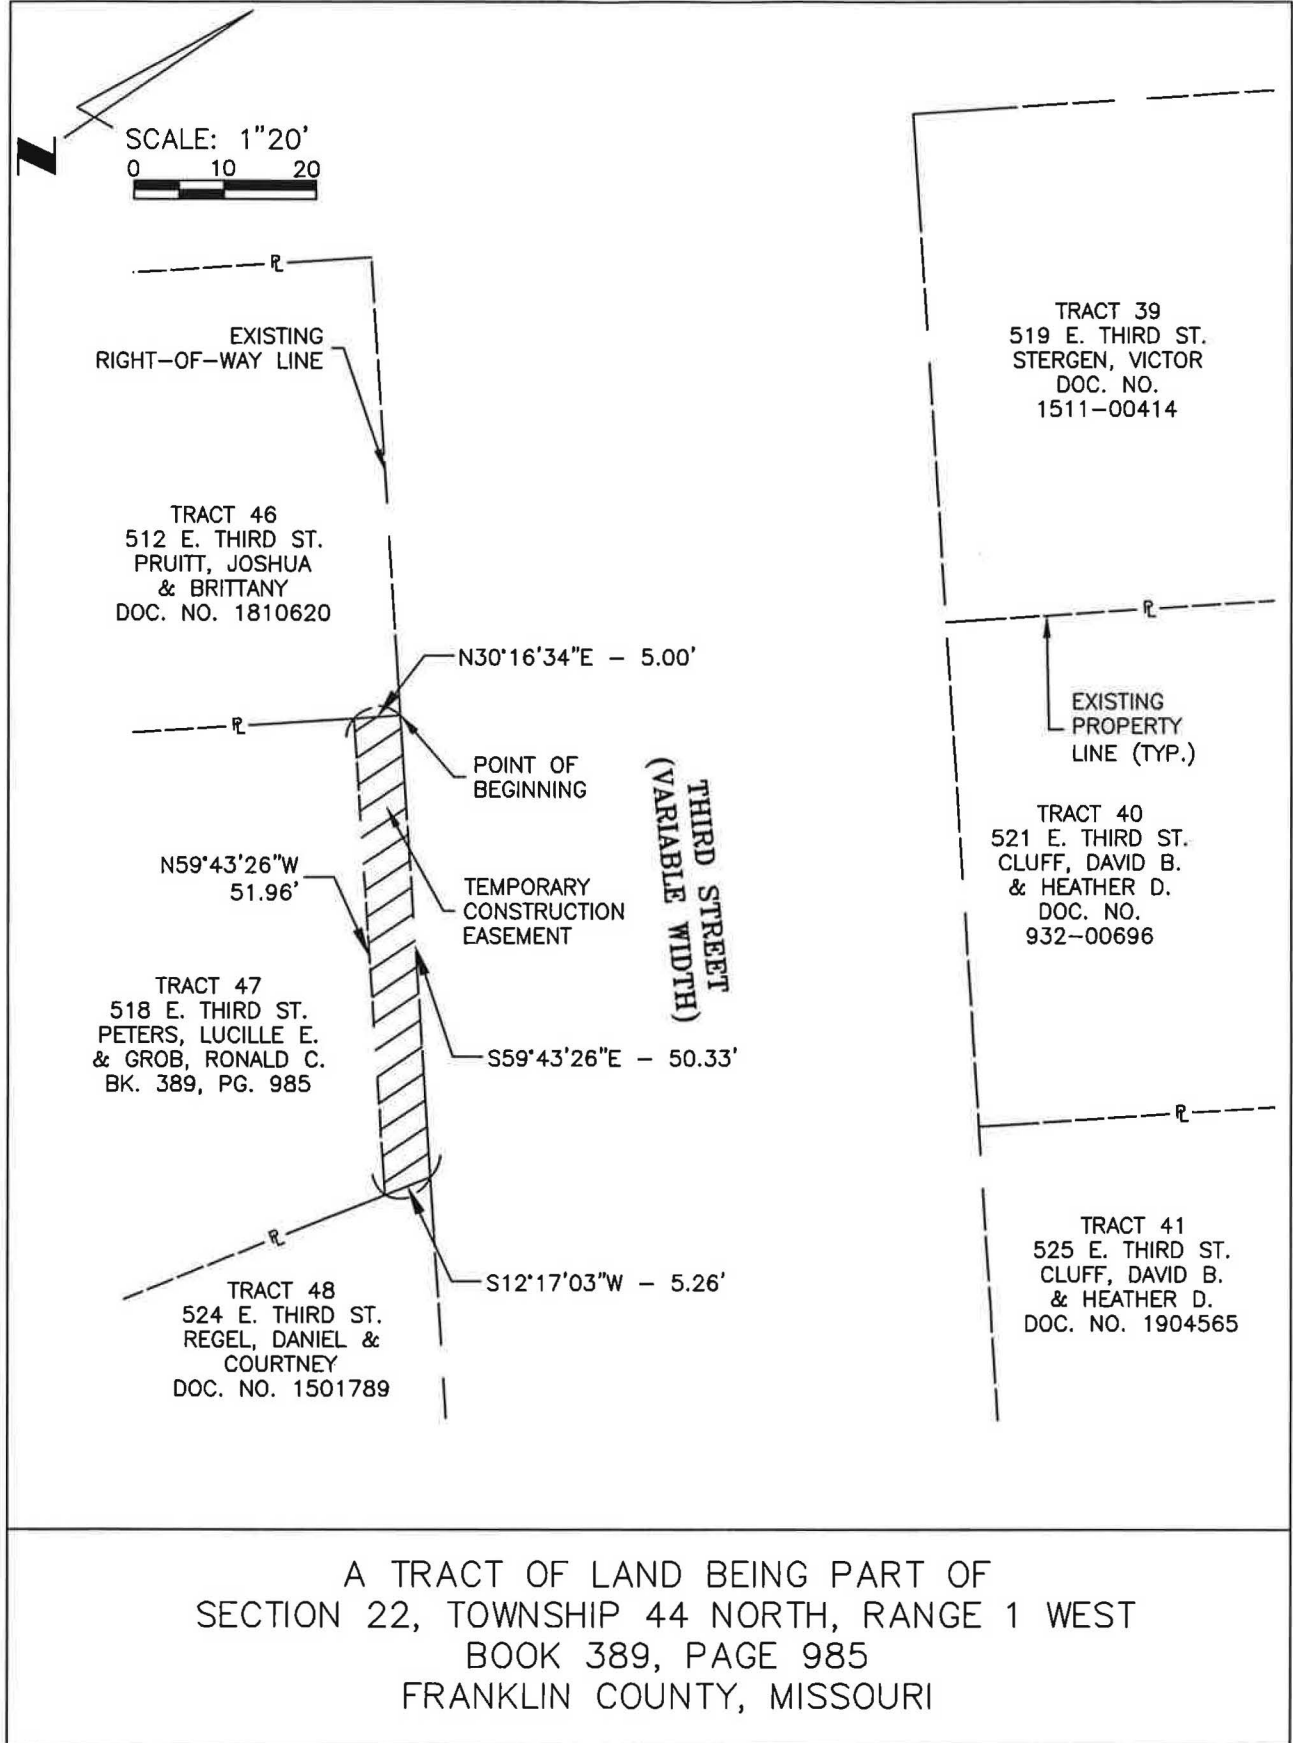 N
SCALE: 1"20'
0 10 20
PL
EXISTING
RIGHT-OF-WAY LINE
TRACT 39
519 E. THIRD ST.
STERGEN, VICTOR
DOC. NO.
1511-00414
TRACT 46
512 E. THIRD ST.
PRUITT, JOSHUA
& BRITTANY
DOC. NO. 1810620
PL
N30°16'34"E - 5.00'
PL
EXISTING
PROPERTY
LINE (TYP.)
POINT OF
BEGINNING
THIRD STREET
(VARIABLE WIDTH)
TRACT 40
521 E. THIRD ST.
CLUFF, DAVID B.
& HEATHER D.
DOC. NO.
932-00696
N59°43'26"W
51.96'
TEMPORARY
CONSTRUCTION
EASEMENT
TRACT 47
518 E. THIRD ST.
PETERS, LUCILLE E.
& GROB, RONALD C.
BK. 389, PG. 985
S59°43'26"E - 50.33'
PL
PL
TRACT 41
525 E. THIRD ST.
CLUFF, DAVID B.
& HEATHER D.
DOC. NO. 1904565
S12°17'03"W - 5.26'
TRACT 48
524 E. THIRD ST.
REGEL, DANIEL &
COURTNEY
DOC. NO. 1501789
A TRACT OF LAND BEING PART OF
SECTION 22, TOWNSHIP 44 NORTH, RANGE 1 WEST
BOOK 389, PAGE 985
FRANKLIN COUNTY, MISSOURI